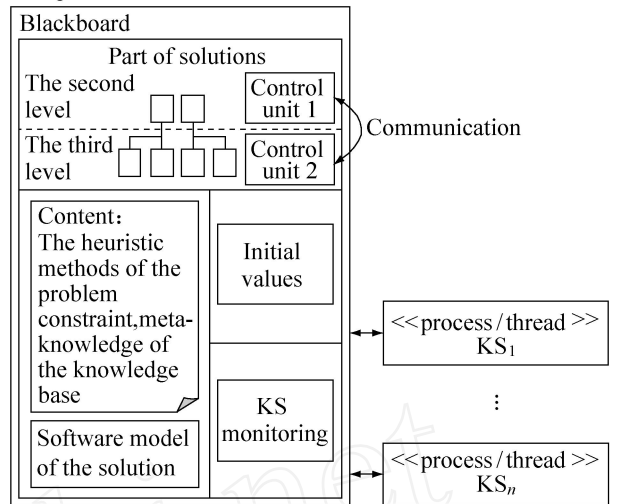 Blackboard
Part of solutions
The second
level
Control
unit 1
Communication
The third
level
Control
unit 2
Content：
The heuristic
methods of the
problem
constraint,meta-
knowledge of
the knowledge
base
Initial
values
<<process/thread >>
KS1
⋮
KS
monitoring
Software model
of the solution
<<process/thread >>
KSn